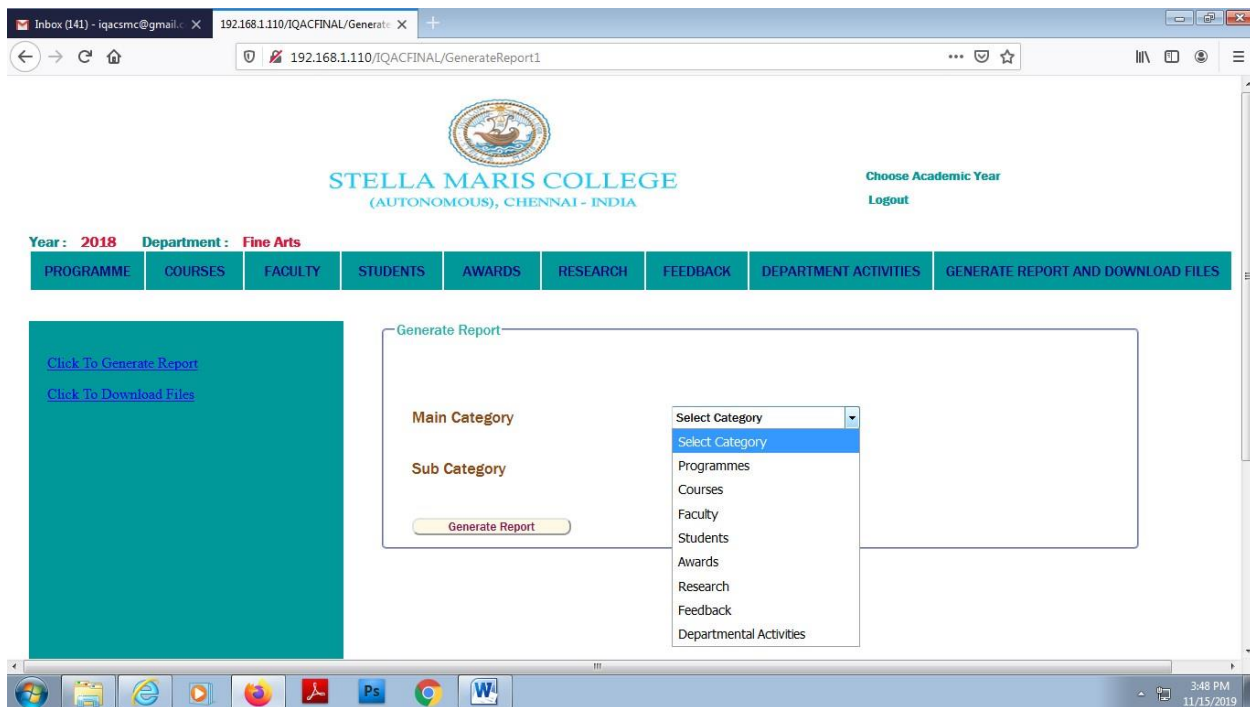 Inbox (141) - iqacsmc@gmail.c
192.168.1.110/IQACFINAL/Generate
192.168.1.110/IQACFINAL/GenerateReport1
STELLA MARIS COLLEGE
(AUTONOMOUS), CHENNAI - INDIA
Choose Academic Year
Logout
Year : 2018 Department : Fine Arts
PROGRAMME COURSES FACULTY STUDENTS AWARDS RESEARCH FEEDBACK DEPARTMENT ACTIVITIES GENERATE REPORT AND DOWNLOAD FILES
Click To Generate Report
Click To Download Files
Generate Report
Main Category
Select Category
Select Category
Sub Category
Programmes
Courses
Faculty
Generate Report
Students
Awards
Research
Feedback
Departmental Activities
Ps
W
3:48 PM
11/15/2019